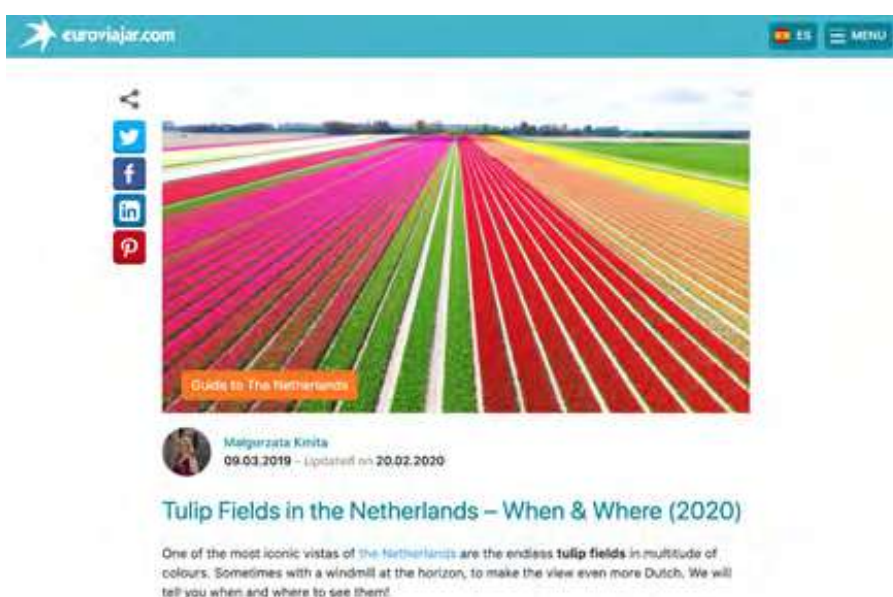 euroviajar.com
ES
MENU
Guide to The Netherlands
Małgorzata Kmita
09.03.2019 – Updated on 20.02.2020
Tulip Fields in the Netherlands – When & Where (2020)
One of the most iconic vistas of the Netherlands are the endless tulip fields in multitude of
colours. Sometimes with a windmill at the horizon, to make the view even more Dutch. We will
tell you when and where to see them!